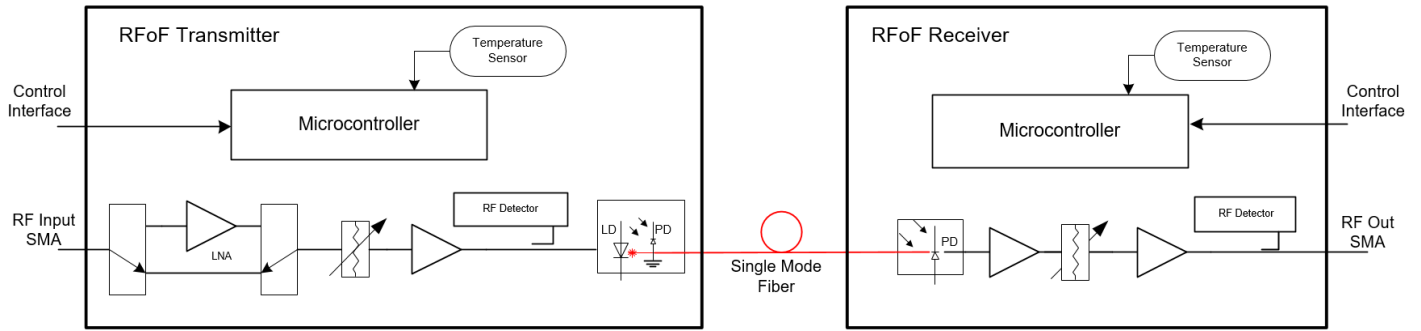 RFoF Transmitter
Temperature
Sensor
Control
Interface
Microcontroller
RF Input
SMA
LNA
RF Detector
LD
PD
Single Mode
Fiber
RFoF Receiver
Temperature
Sensor
Control
Interface
Microcontroller
PD
RF Detector
RF Out
SMA